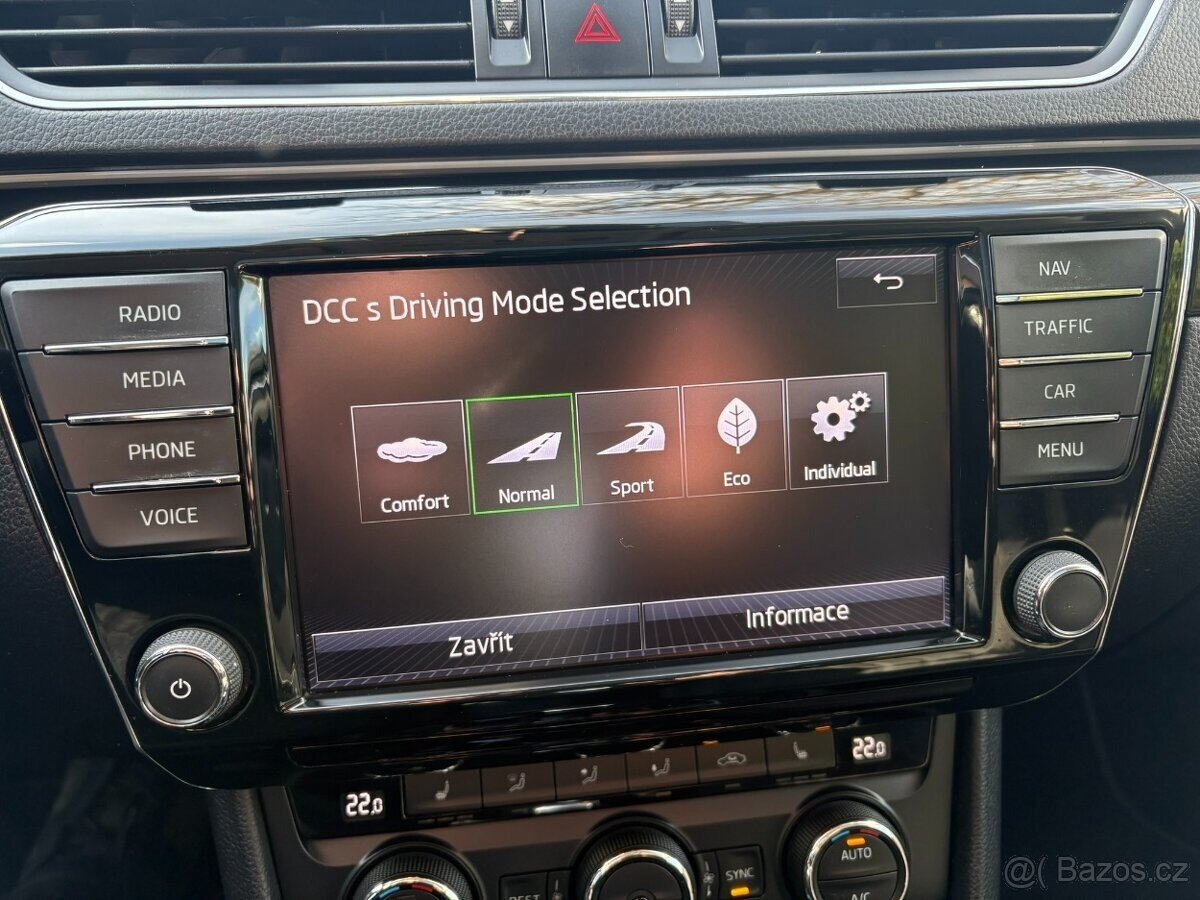 DCC s Driving Mode Selection
RADIO
MEDIA
PHONE
VOICE
NAV
TRAFFIC
CAR
MENU
Comfort
Normal
Sport
Eco
Individual
Zavřít
Informace
22.0
22.0
REST
SYNC
AUTO
A/C
@( Bazos.cz